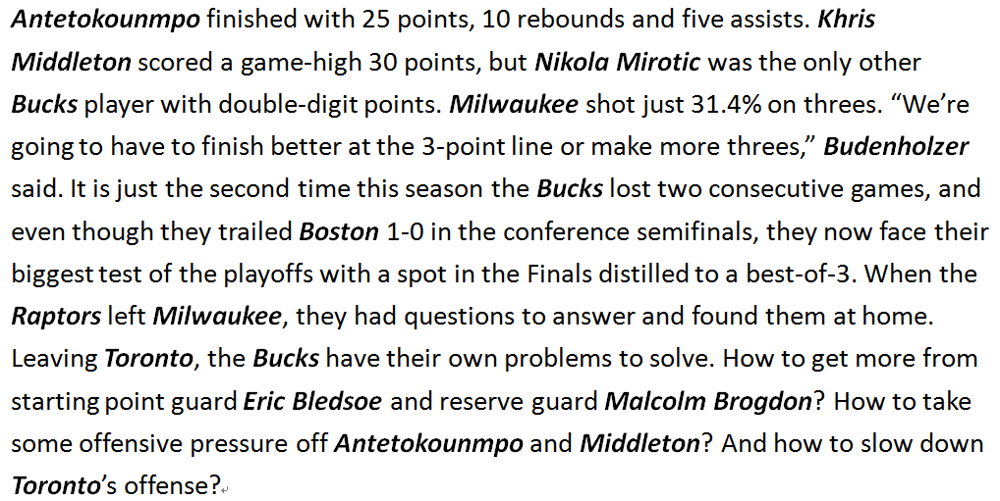 Antetokounmpo finished with 25 points, 10 rebounds and five assists. Khris
Middleton scored a game-high 30 points, but Nikola Mirotic was the only other
Bucks player with double-digit points. Milwaukee shot just 31.4% on threes. “We’re
going to have to finish better at the 3-point line or make more threes,” Budenholzer
said. It is just the second time this season the Bucks lost two consecutive games, and
even though they trailed Boston 1-0 in the conference semifinals, they now face their
biggest test of the playoffs with a spot in the Finals distilled to a best-of-3. When the
Raptors left Milwaukee, they had questions to answer and found them at home.
Leaving Toronto, the Bucks have their own problems to solve. How to get more from
starting point guard Eric Bledsoe and reserve guard Malcolm Brogdon? How to take
some offensive pressure off Antetokounmpo and Middleton? And how to slow down
Toronto’s offense?